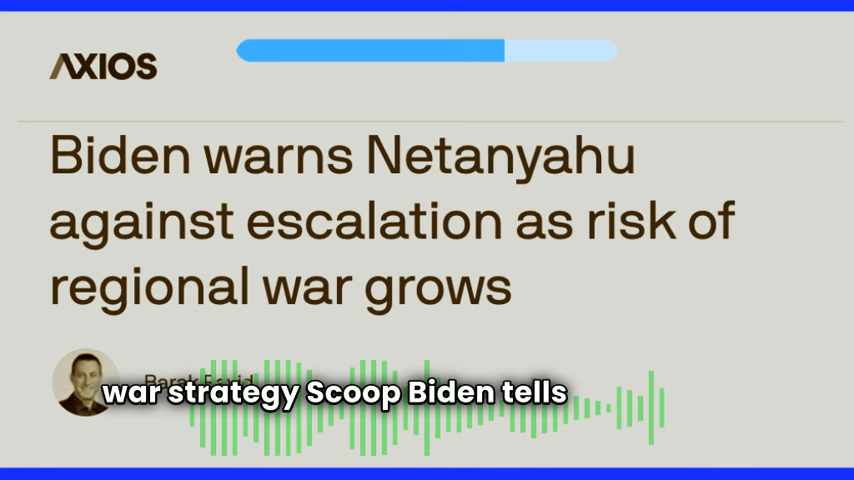 AXIOS
Biden warns Netanyahu
against escalation as risk of
regional war grows
war strategy Scoop Biden tells